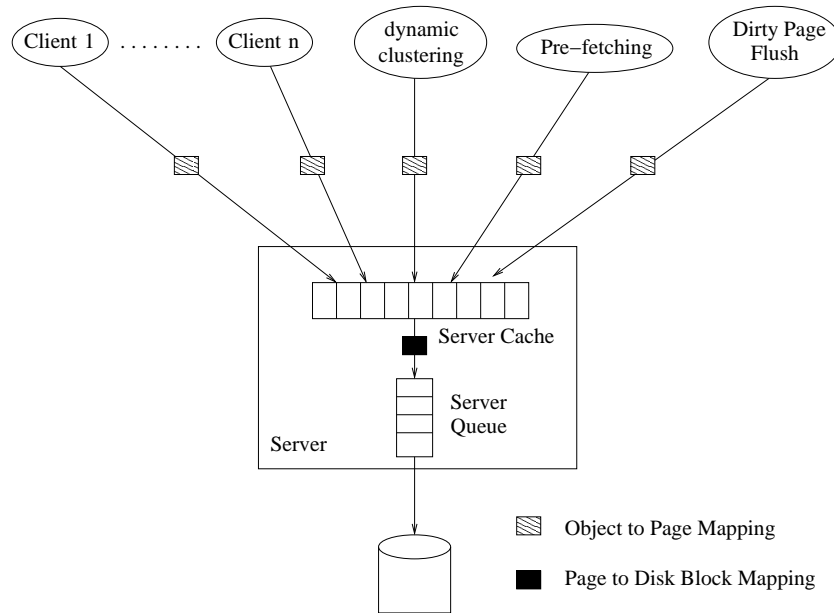 Client 1
. . . . . . . .
Client n
dynamic
clustering
Pre-fetching
Dirty Page
Flush
Server Cache
Server
Queue
Server
Object to Page Mapping
Page to Disk Block Mapping